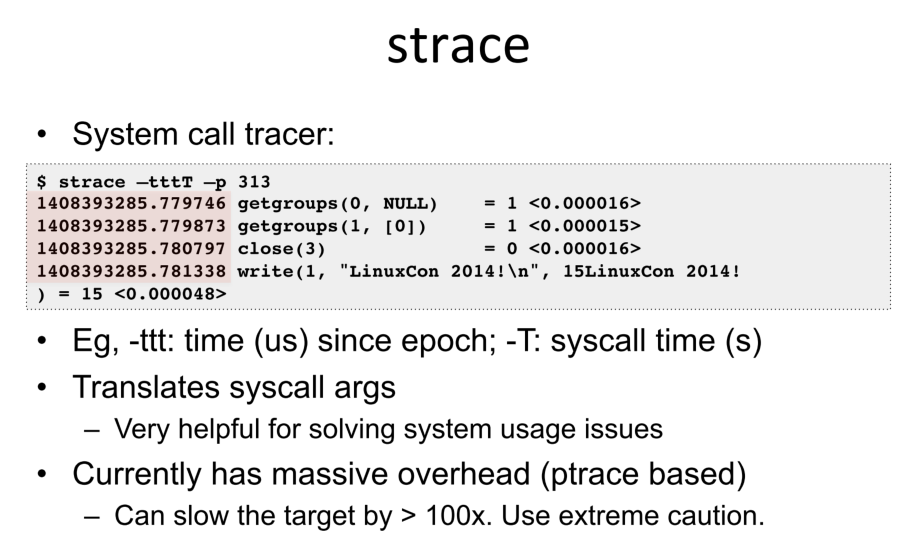 strace
• System call tracer:
$ strace –tttT –p 313
1408393285.779746 getgroups(0, NULL)    = 1 <0.000016>
1408393285.779873 getgroups(1, [0])     = 1 <0.000015>
1408393285.780797 close(3)              = 0 <0.000016>
1408393285.781338 write(1, "LinuxCon 2014!\n", 15LinuxCon 2014!
) = 15 <0.000048>
• Eg, -ttt: time (us) since epoch; -T: syscall time (s)
• Translates syscall args
– Very helpful for solving system usage issues
• Currently has massive overhead (ptrace based)
– Can slow the target by > 100x. Use extreme caution.